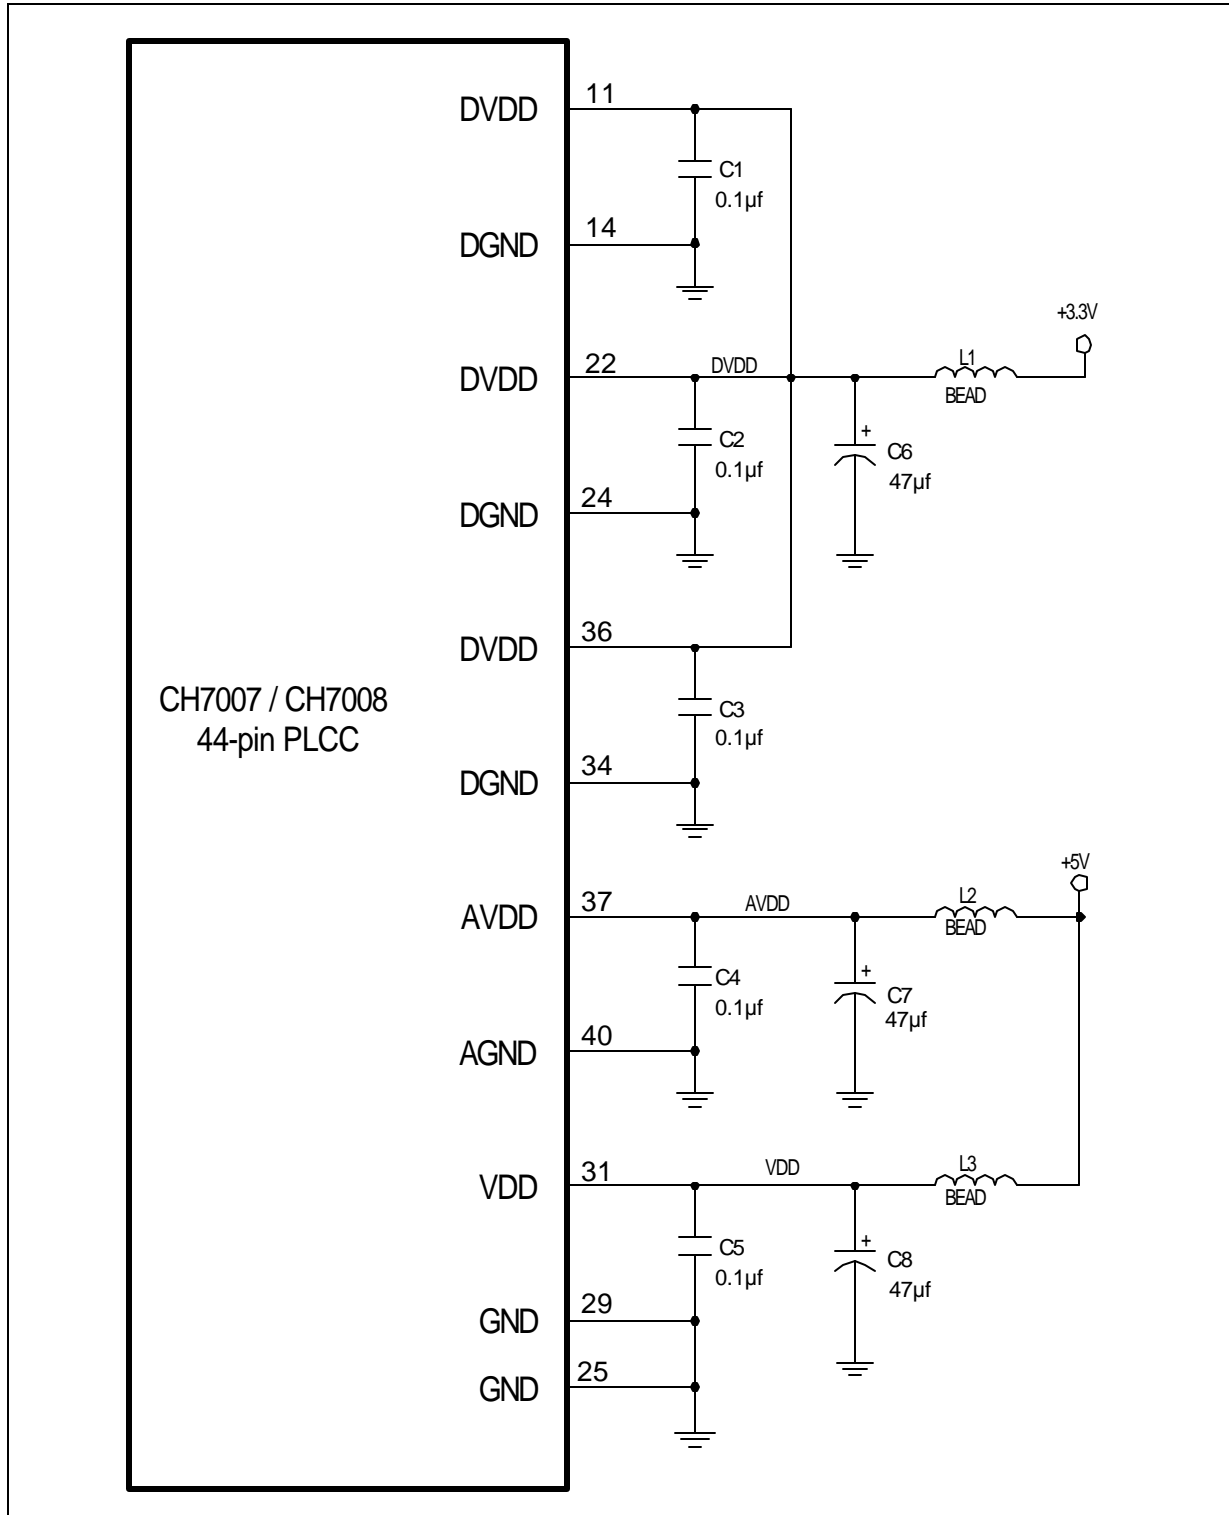 DVDD
11
C1
0.1µf
DGND
14
+3.3V
DVDD
22
DVDD
L1
BEAD
C2
0.1µf
+
C6
47µf
DGND
24
DVDD
36
CH7007 / CH7008
44-pin PLCC
C3
0.1µf
DGND
34
+5V
AVDD
37
AVDD
L2
BEAD
C4
0.1µf
+
C7
47µf
AGND
40
VDD
31
VDD
L3
BEAD
C5
0.1µf
+
C8
47µf
GND
29
GND
25